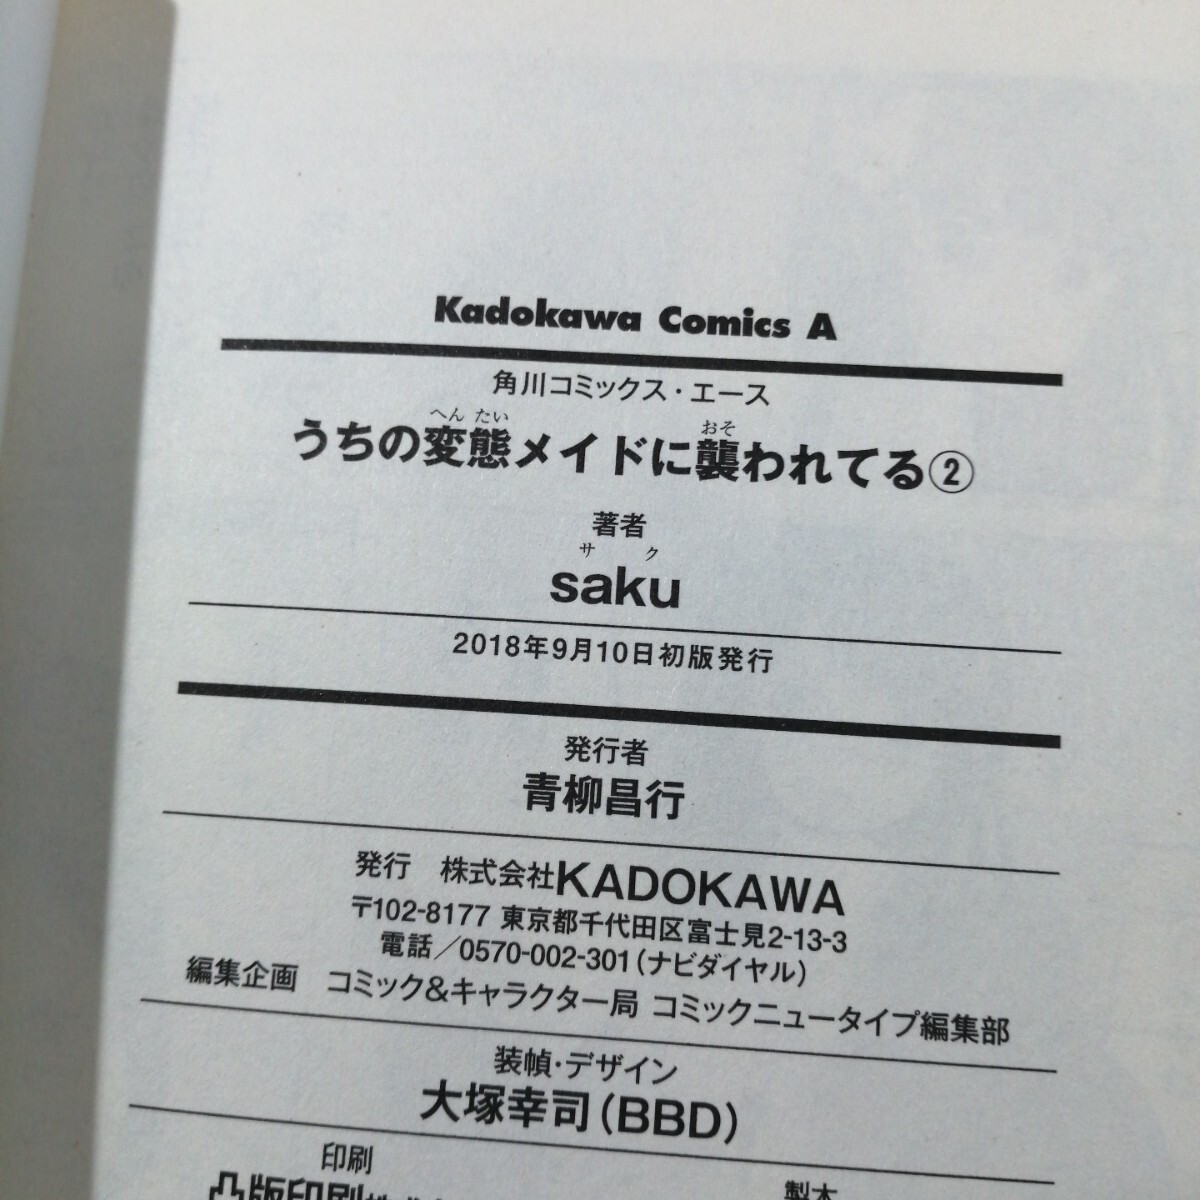 Kadokawa Comics A
角川コミックス・エース
へんたい おそ
うちの変態メイドに襲われてる②
著者
サク
saku
2018年9月10日初版発行
発行者
青柳昌行
発行 株式会社KADOKAWA
〒102-8177 東京都千代田区富士見2-13-3
電話/0570-002-301(ナビダイヤル)
編集企画 コミック&キャラクター局 コミックニュータイプ編集部
装幀・デザイン
大塚幸司(BBD)
印刷 製本
凸版印刷株式